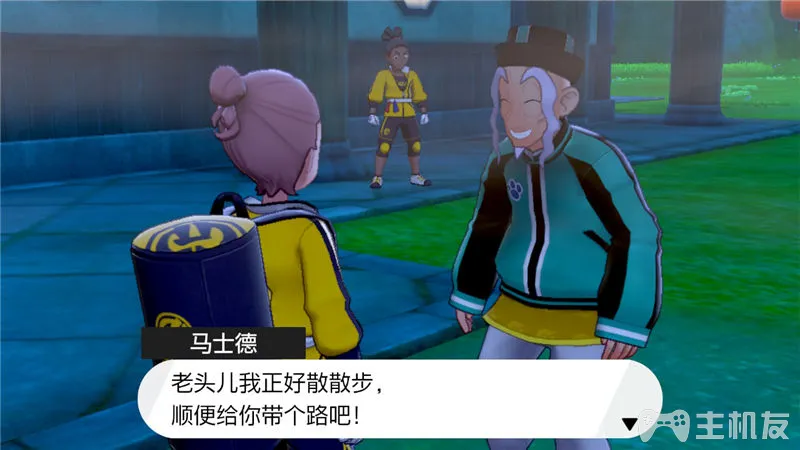 马士德
老头儿我正好散散步，
顺便给你带个路吧！
主机友